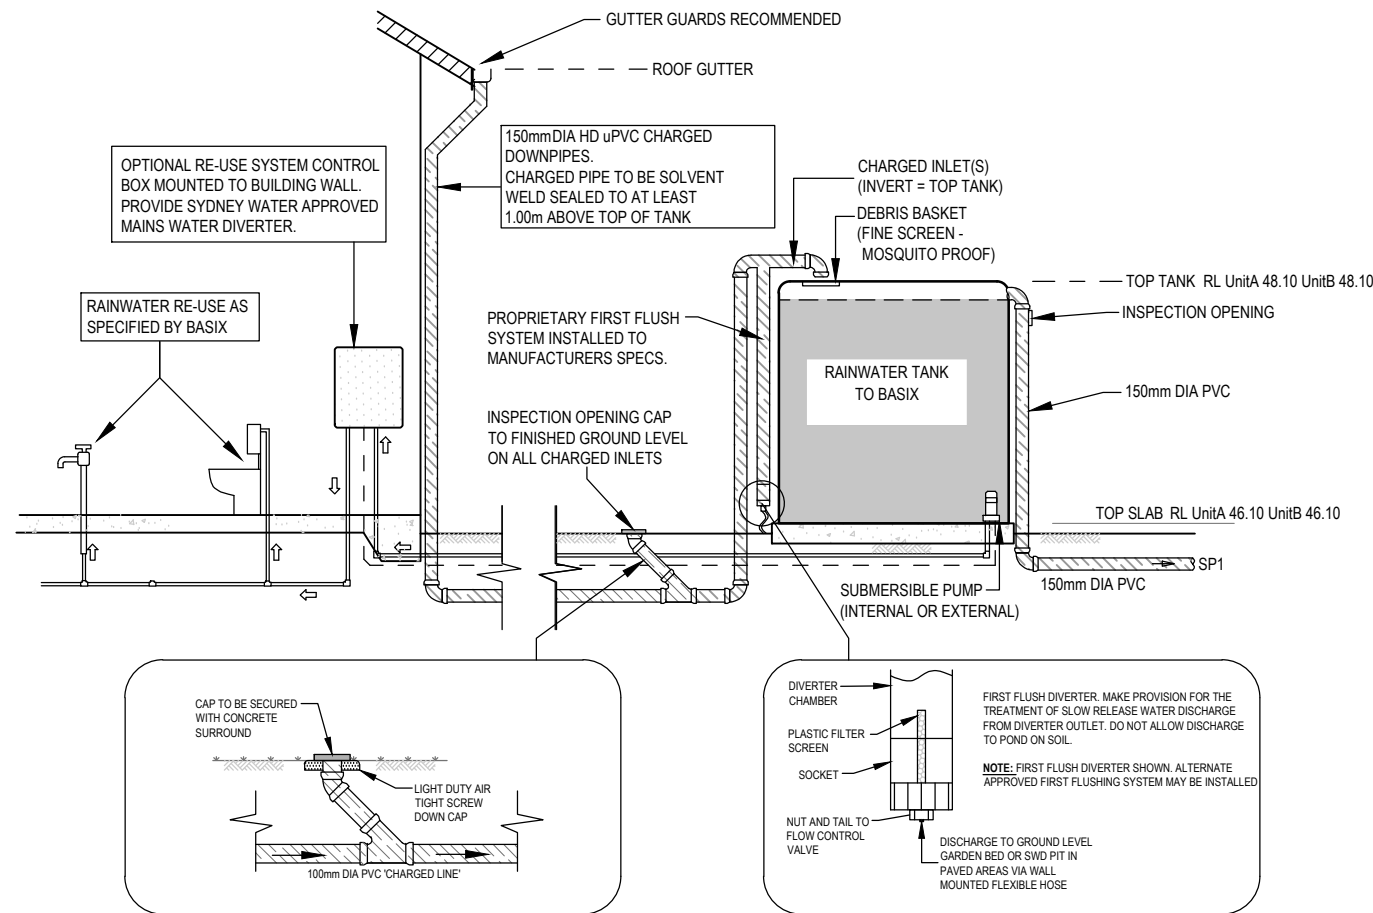 GUTTER GUARDS RECOMMENDED
ROOF GUTTER
150mm DIA HD uPVC CHARGED
DOWNPIPES.
CHARGED PIPE TO BE SOLVENT
WELD SEALED TO AT LEAST
1.00m ABOVE TOP OF TANK
OPTIONAL RE-USE SYSTEM CONTROL
BOX MOUNTED TO BUILDING WALL.
PROVIDE SYDNEY WATER APPROVED
MAINS WATER DIVERTER.
CHARGED INLET(S)
(INVERT = TOP TANK)
DEBRIS BASKET
(FINE SCREEN -
MOSQUITO PROOF)
TOP TANK RL UnitA 48.10 UnitB 48.10
INSPECTION OPENING
RAINWATER RE-USE AS
SPECIFIED BY BASIX
PROPRIETARY FIRST FLUSH
SYSTEM INSTALLED TO
MANUFACTURERS SPECS.
RAINWATER TANK
TO BASIX
150mm DIA PVC
INSPECTION OPENING CAP
TO FINISHED GROUND LEVEL
ON ALL CHARGED INLETS
TOP SLAB RL UnitA 46.10 UnitB 46.10
SP1
150mm DIA PVC
SUBMERSIBLE PUMP
(INTERNAL OR EXTERNAL)
CAP TO BE SECURED
WITH CONCRETE
SURROUND
LIGHT DUTY AIR
TIGHT SCREW
DOWN CAP
100mm DIA PVC 'CHARGED LINE'
DIVERTER
CHAMBER
PLASTIC FILTER
SCREEN
SOCKET
NUT AND TAIL TO
FLOW CONTROL
VALVE
DISCHARGE TO GROUND LEVEL
GARDEN BED OR SWD PIT IN
PAVED AREAS VIA WALL
MOUNTED FLEXIBLE HOSE
FIRST FLUSH DIVERTER. MAKE PROVISION FOR THE
TREATMENT OF SLOW RELEASE WATER DISCHARGE
FROM DIVERTER OUTLET. DO NOT ALLOW DISCHARGE
TO POND ON SOIL.
NOTE: FIRST FLUSH DIVERTER SHOWN. ALTERNATE
APPROVED FIRST FLUSHING SYSTEM MAY BE INSTALLED